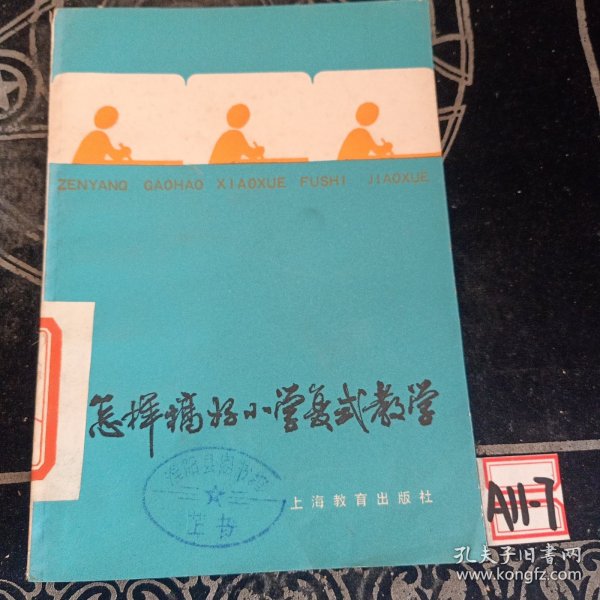 ZENYANG GAOHAO XIAOXUE FUSHI JIAOXUE
怎样搞好小学复式教学
上海教育出版社
A11-7
孔夫子旧书网
www.kongfz.com